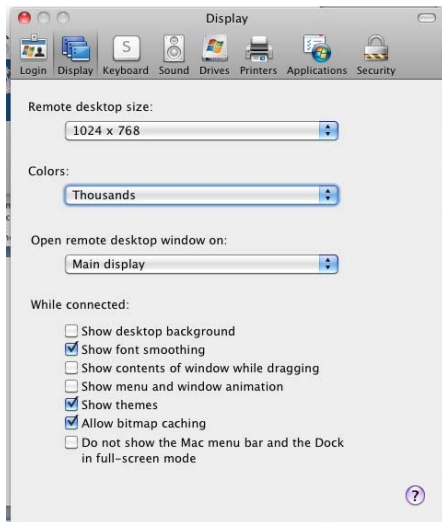 Display
S
Login Display Keyboard Sound Drives Printers Applications Security
Remote desktop size:
1024 x 768
Colors:
Thousands
Open remote desktop window on:
Main display
While connected:
Show desktop background
Show font smoothing
Show contents of window while dragging
Show menu and window animation
Show themes
Allow bitmap caching
Do not show the Mac menu bar and the Dock
in full-screen mode
?